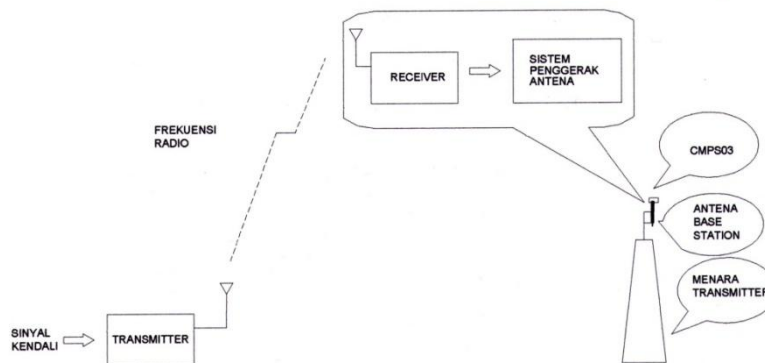 RECEIVER
SISTEM
PENGGERAK
ANTENA
FREKUENSI
RADIO
CMPS03
ANTENA
BASE
STATION
MENARA
TRANSMITTER
SINYAL
KENDALI
TRANSMITTER